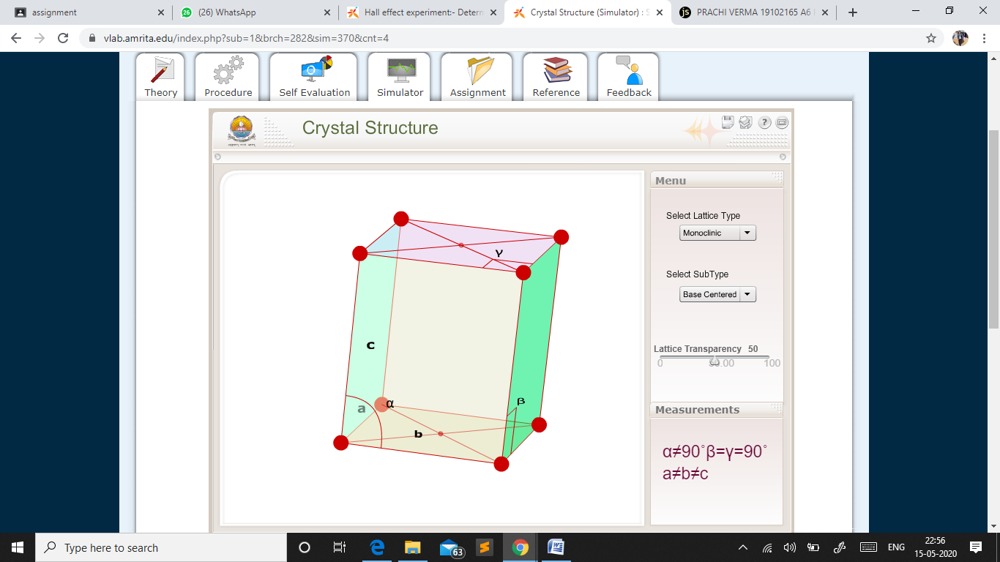 assignment
(26) WhatsApp
Hall effect experiment:- Determ
Crystal Structure (Simulator) : S
PRACHI VERMA 19102165 A6
vlab.amrita.edu/index.php?sub=1&brch=282&sim=370&cnt=4
Theory
Procedure
Self Evaluation
Simulator
Assignment
Reference
Feedback
Crystal Structure
Menu
Select Lattice Type
Monoclinic
Select SubType
Base Centered
Lattice Transparency 50
0
50.00
100
γ
c
a
α
b
β
Measurements
α≠90˚β=γ=90˚
a≠b≠c
Type here to search
63
ENG
22:56
15-05-2020